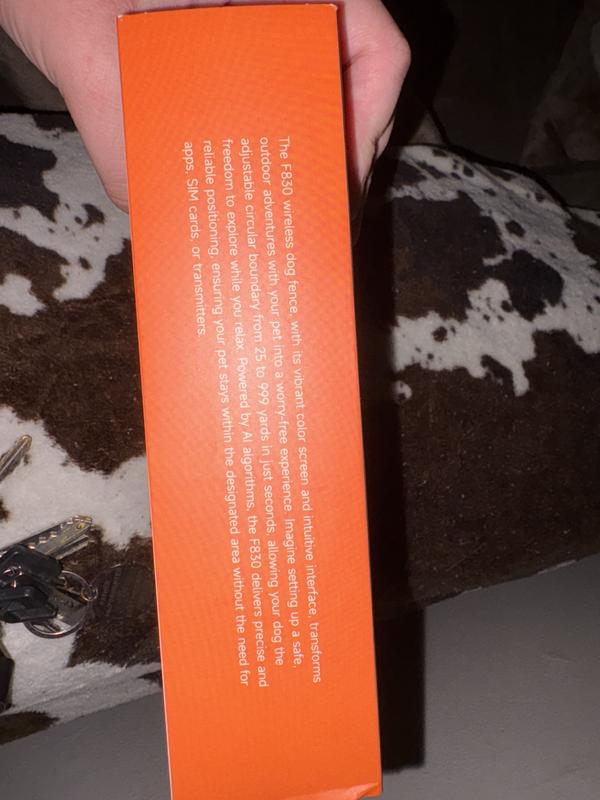 The F830 wireless dog fence, with its vibrant color screen and intuitive interface, transforms
outdoor adventures with your pet into a worry-free experience. Imagine setting up a safe,
adjustable circular boundary from 25 to 999 yards in just seconds, allowing your dog the
freedom to explore while you relax. Powered by AI algorithms, the F830 delivers precise and
reliable positioning, ensuring your pet stays within the designated area without the need for
apps, SIM cards, or transmitters.